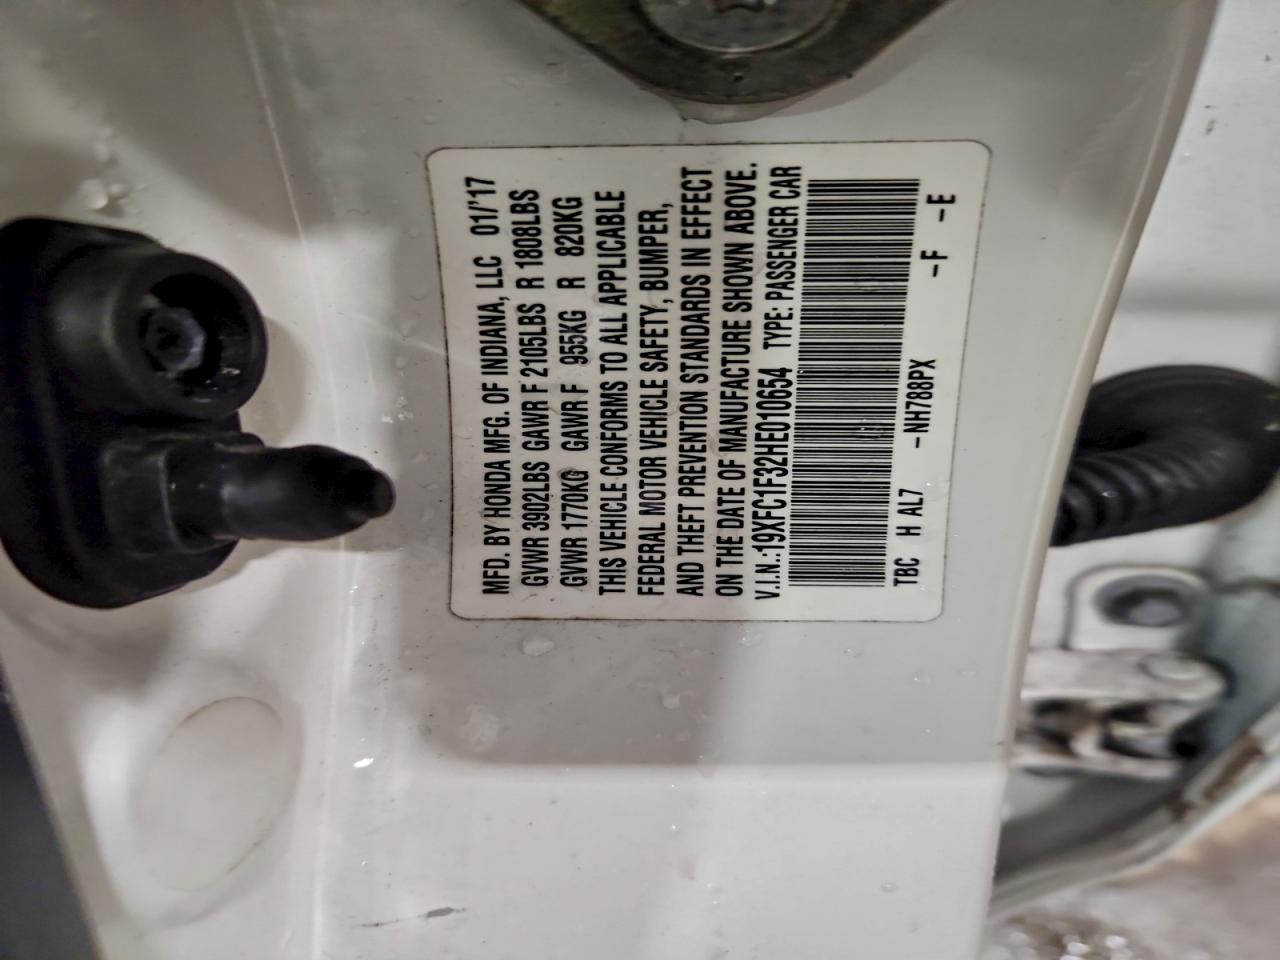 MFD. BY HONDA MFG. OF INDIANA, LLC 01/'17
GVWR 3902LBS GAWR F 2105LBS R 1808LBS
GVWR 1770KG GAWR F 955KG R 820KG
THIS VEHICLE CONFORMS TO ALL APPLICABLE
FEDERAL MOTOR VEHICLE SAFETY, BUMPER,
AND THEFT PREVENTION STANDARDS IN EFFECT
ON THE DATE OF MANUFACTURE SHOWN ABOVE.
V.I.N.:19XFC1F32HE010654 TYPE: PASSENGER CAR
TBC H AL7 -NH788PX -F -E